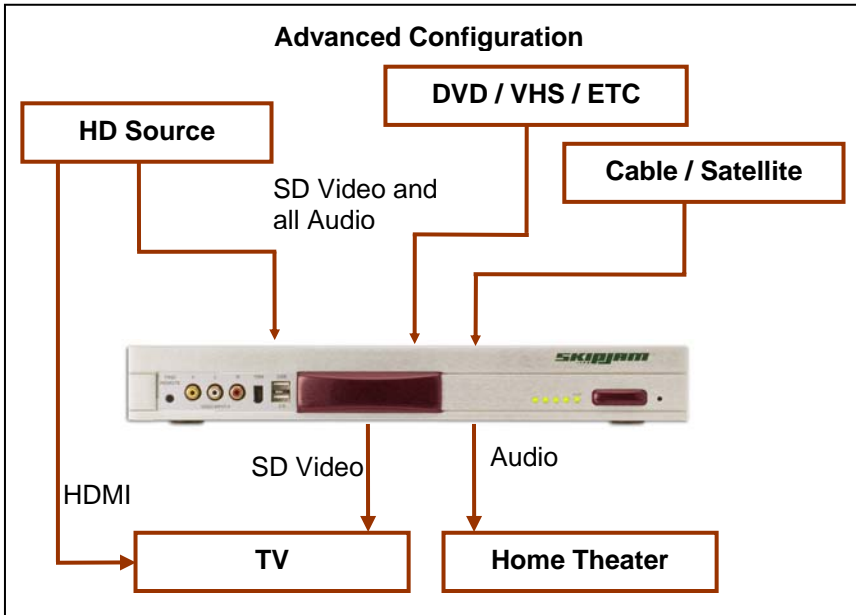 Advanced Configuration
DVD / VHS / ETC
HD Source
Cable / Satellite
SD Video and
all Audio
SKIPJAM
SD Video
Audio
HDMI
TV
Home Theater